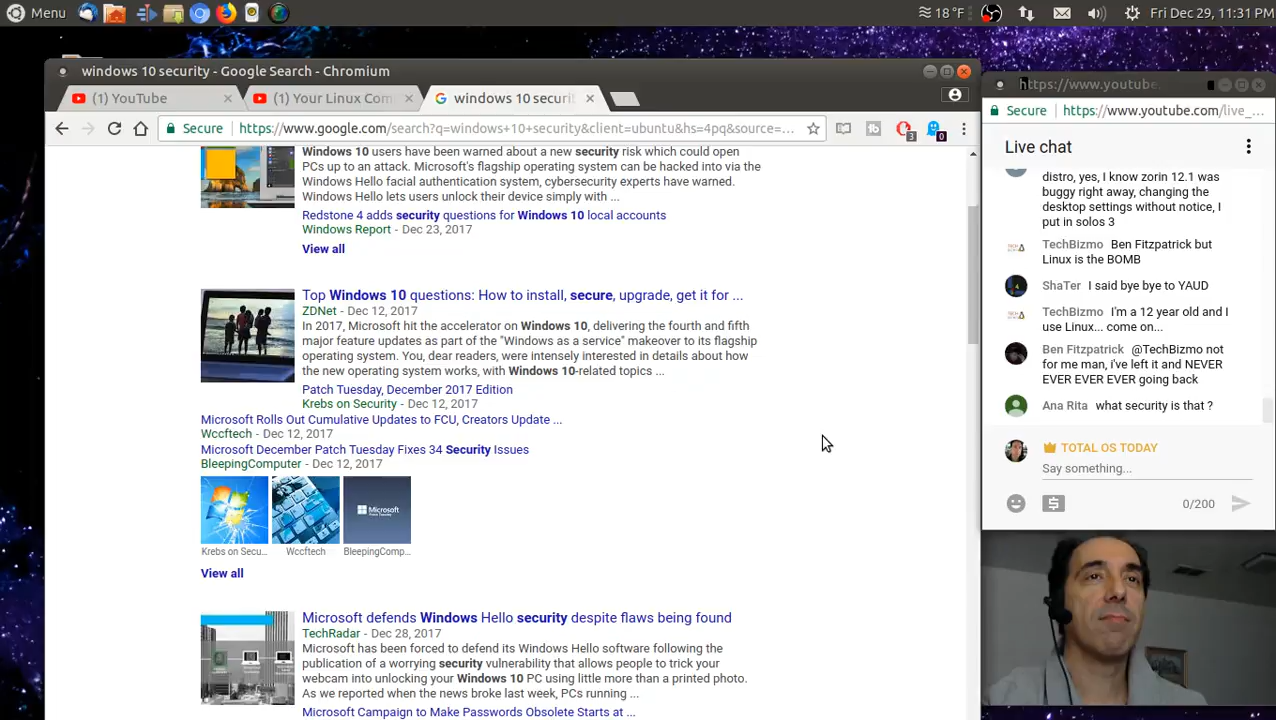 Menu
18 °F
Fri Dec 29, 11:31 PM
windows 10 security - Google Search - Chromium
(1) YouTube
(1) Your Linux Com
windows 10 securit
Secure
https://www.google.com/search?q=windows+10+security&client=ubuntu&hs=4pq&source=...
3
0
Windows 10 users have been warned about a new security risk which could open
PCs up to an attack. Microsoft's flagship operating system can be hacked into via the
Windows Hello facial authentication system, cybersecurity experts have warned.
Windows Hello lets users unlock their device simply with ...
Redstone 4 adds security questions for Windows 10 local accounts
Windows Report - Dec 23, 2017
View all
Top Windows 10 questions: How to install, secure, upgrade, get it for ...
ZDNet - Dec 12, 2017
In 2017, Microsoft hit the accelerator on Windows 10, delivering the fourth and fifth
major feature updates as part of the "Windows as a service" makeover to its flagship
operating system. You, dear readers, were intensely interested in details about how
the new operating system works, with Windows 10-related topics ...
Patch Tuesday, December 2017 Edition
Krebs on Security - Dec 12, 2017
Microsoft Rolls Out Cumulative Updates to FCU, Creators Update ...
Wccftech - Dec 12, 2017
Microsoft December Patch Tuesday Fixes 34 Security Issues
BleepingComputer - Dec 12, 2017
Microsoft
Krebs on Secu...
Wccftech
BleepingComp...
View all
Microsoft defends Windows Hello security despite flaws being found
TechRadar - Dec 28, 2017
Microsoft has been forced to defend its Windows Hello software following the
publication of a worrying security vulnerability that allows people to trick your
webcam into unlocking your Windows 10 PC using little more than a printed photo.
As we reported when the news broke last week, PCs running ...
Microsoft Campaign to Make Passwords Obsolete Starts at ...
https://www.youtube.
Secure
https://www.youtube.com/live_...
Live chat
distro, yes, I know zorin 12.1 was
buggy right away, changing the
desktop settings without notice, I
put in solos 3
TechBizmo Ben Fitzpatrick but
Linux is the BOMB
ShaTer I said bye bye to YAUD
TechBizmo I'm a 12 year old and I
use Linux... come on...
Ben Fitzpatrick @TechBizmo not
for me man, i've left it and NEVER
EVER EVER EVER going back
Ana Rita what security is that ?
TOTAL OS TODAY
Say something...
0/200